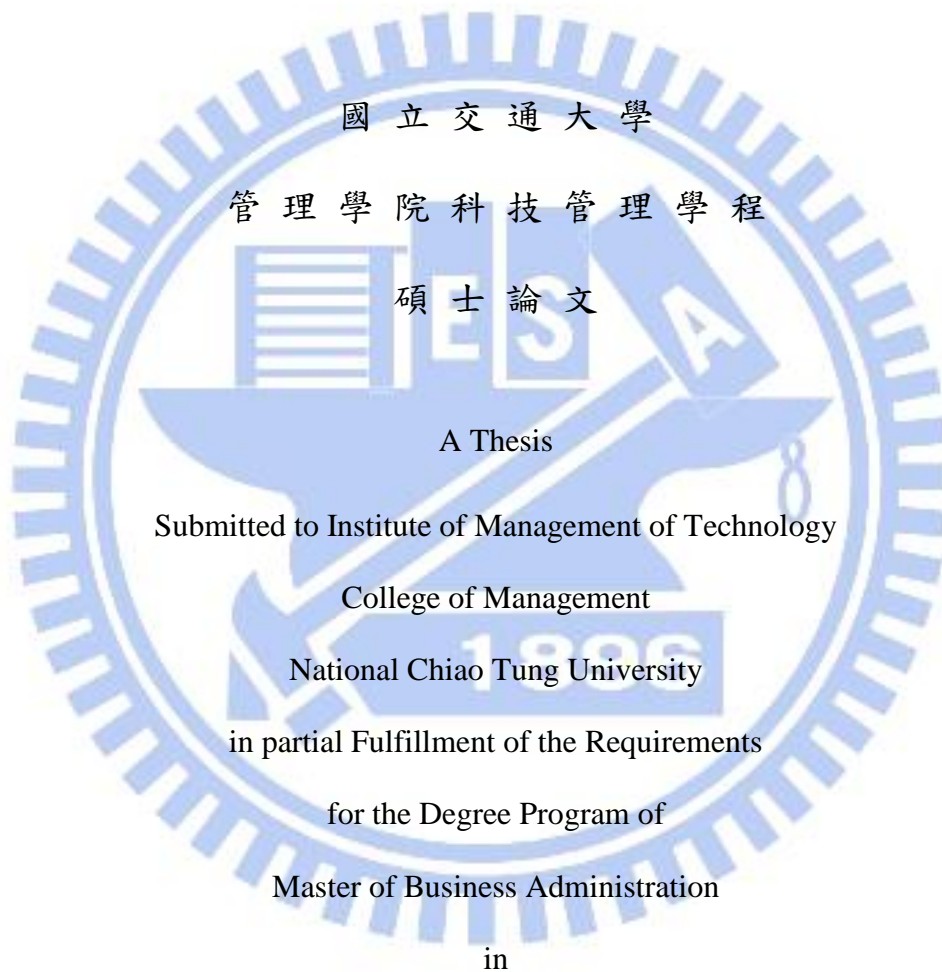 國立交通大學
管理學院科技管理學程
碩士論文
E S A
A Thesis
Submitted to Institute of Management of Technology
College of Management
National Chiao Tung University
1896
in partial Fulfillment of the Requirements
for the Degree Program of
Master of Business Administration
in